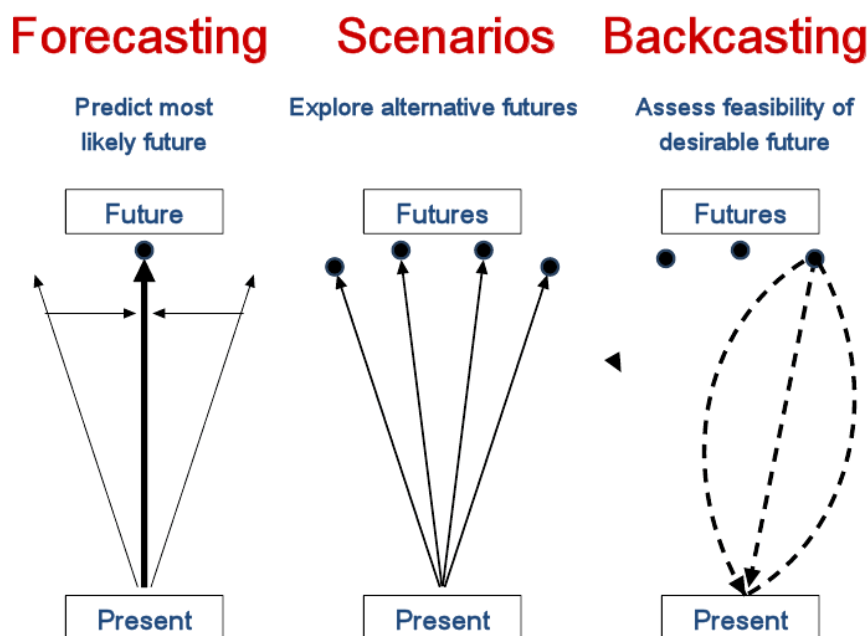 Forecasting
Predict most
likely future
Future
Present
Scenarios
Explore alternative futures
Futures
Present
Backcasting
Assess feasibility of
desirable future
Futures
Present